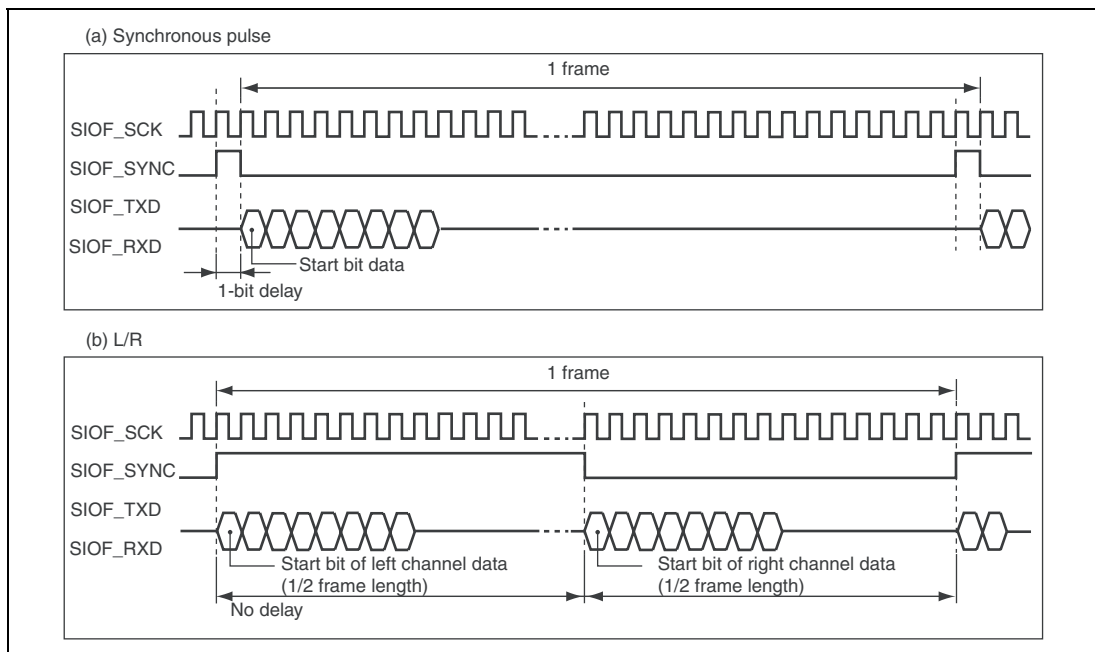 (a) Synchronous pulse
1 frame
SIOF_SCK
SIOF_SYNC
SIOF_TXD
SIOF_RXD
Start bit data
1-bit delay
(b) L/R
1 frame
SIOF_SCK
SIOF_SYNC
SIOF_TXD
SIOF_RXD
Start bit of left channel data
(1/2 frame length)
Start bit of right channel data
(1/2 frame length)
No delay